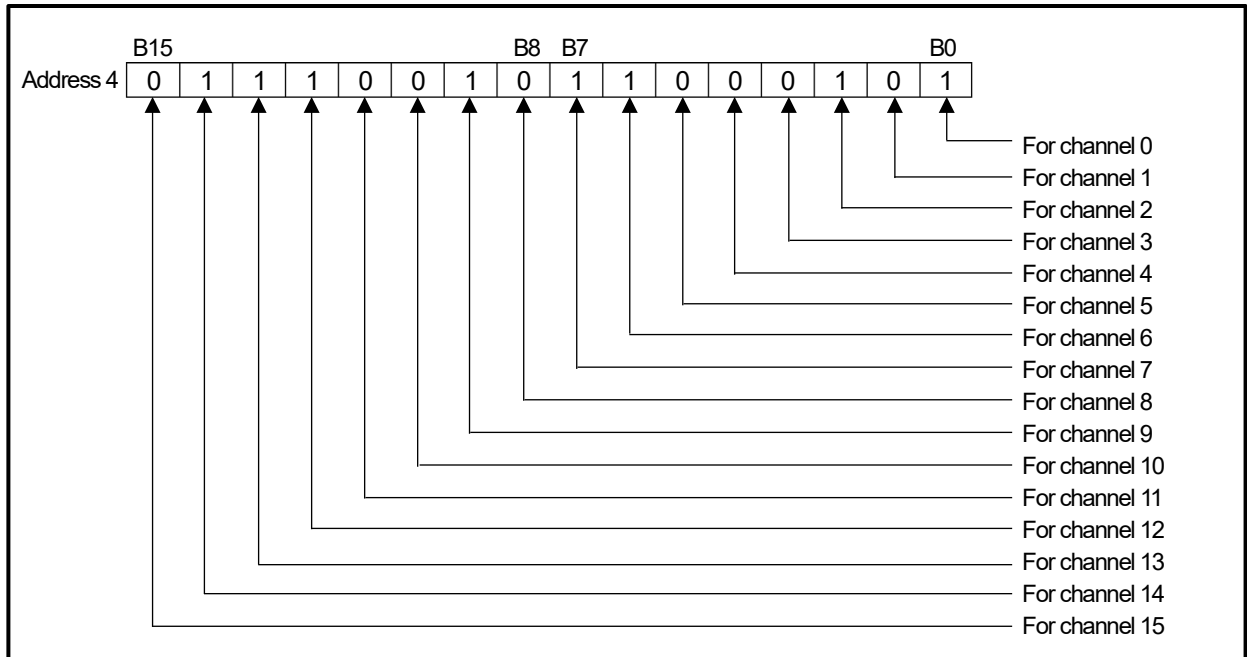 B15 B8 B7 B0
Address 4 0 1 1 1 0 0 1 0 1 1 0 0 0 1 0 1
For channel 0
For channel 1
For channel 2
For channel 3
For channel 4
For channel 5
For channel 6
For channel 7
For channel 8
For channel 9
For channel 10
For channel 11
For channel 12
For channel 13
For channel 14
For channel 15